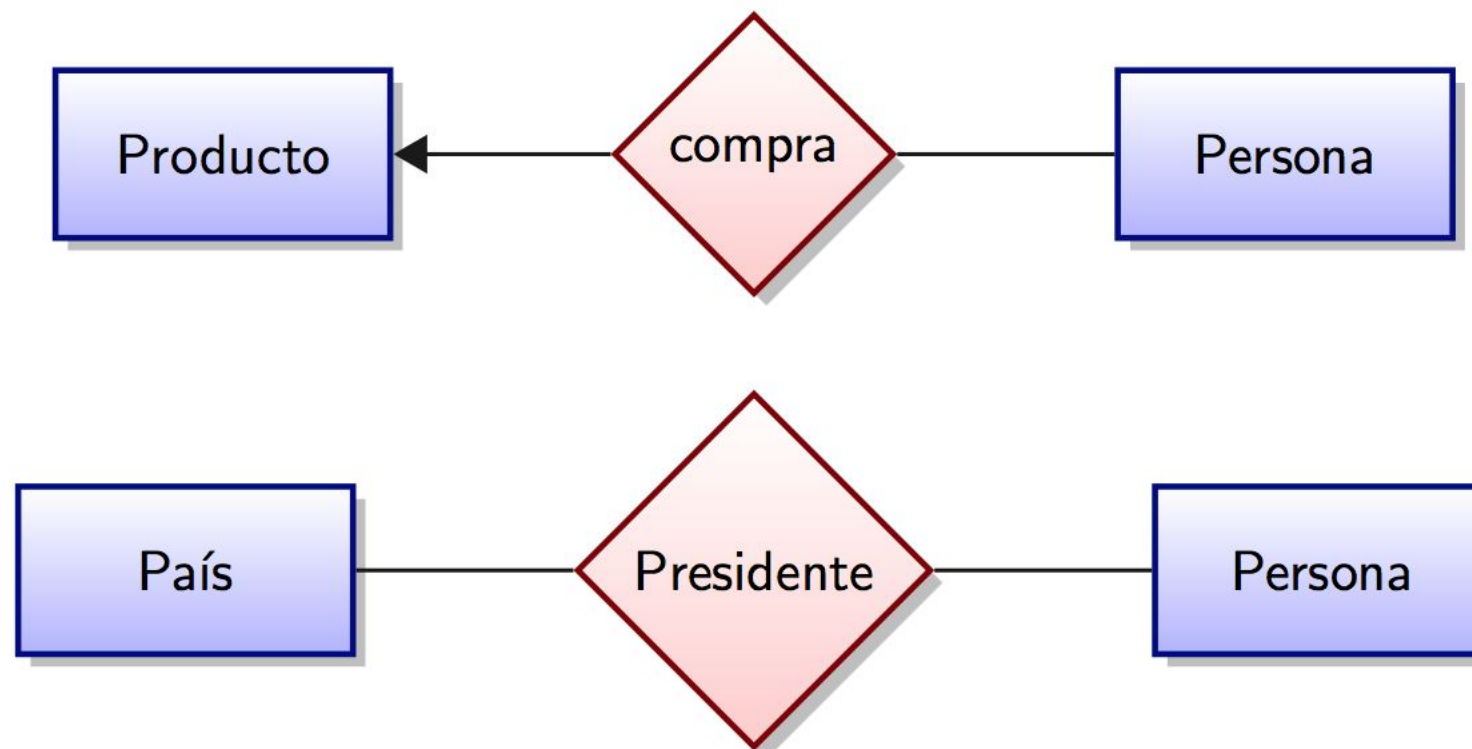 Producto
compra
Persona
País
Presidente
Persona